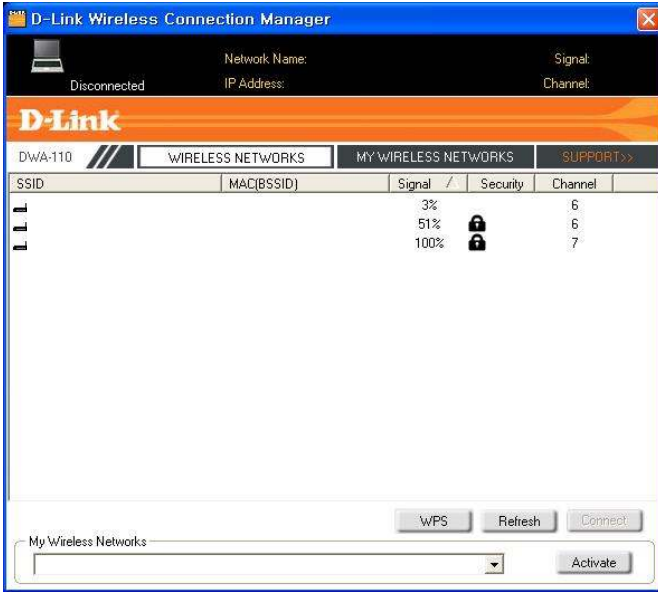 D-Link Wireless Connection Manager
Network Name: Signal:
Disconnected IP Address: Channel:
D-Link
DWA-110 WIRELESS NETWORKS MY WIRELESS NETWORKS SUPPORT>>
SSID MAC(BSSID) Signal Security Channel
3% 6
51% 6
100% 7
WPS Refresh Connect
My Wireless Networks
Activate